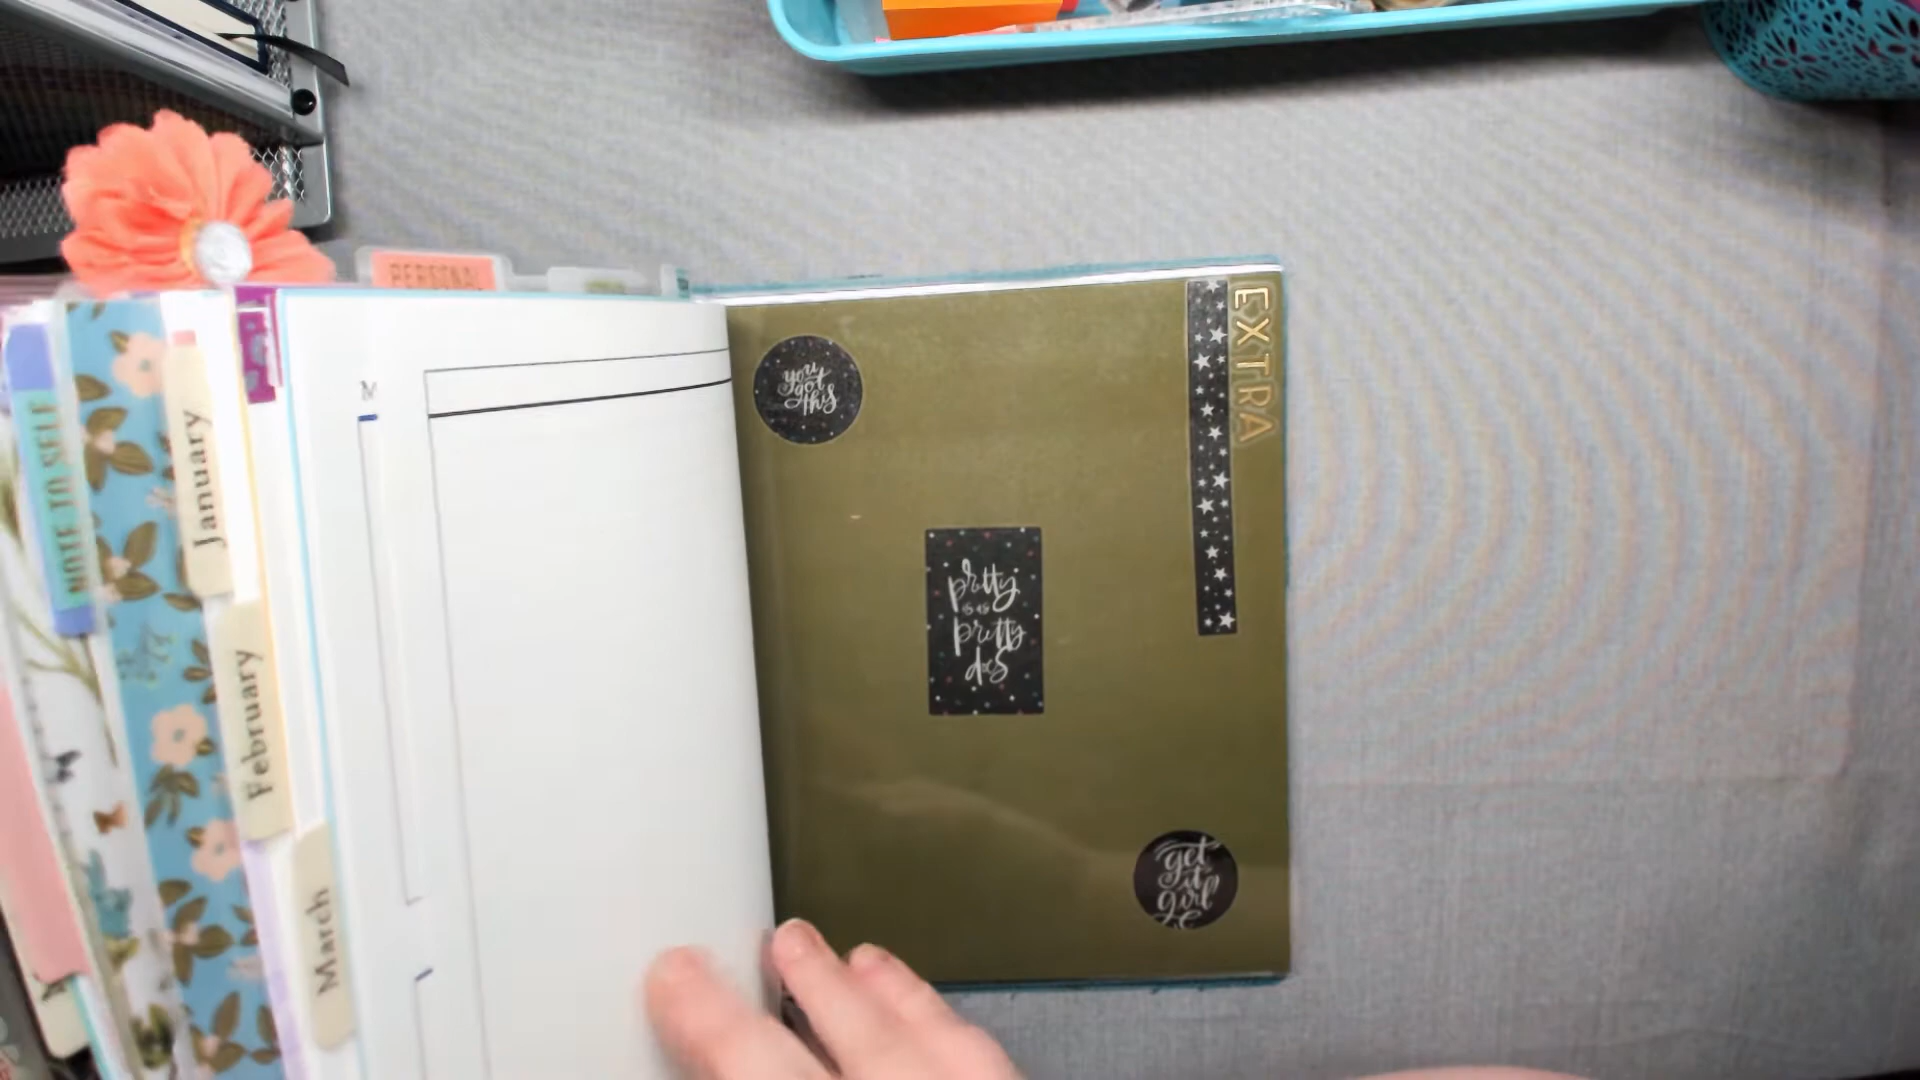 PERSONAL
NOTE TO SELF
January
February
March
M
you
got
this
EXTRA
pretty
is as
pretty
does
get
it
girl